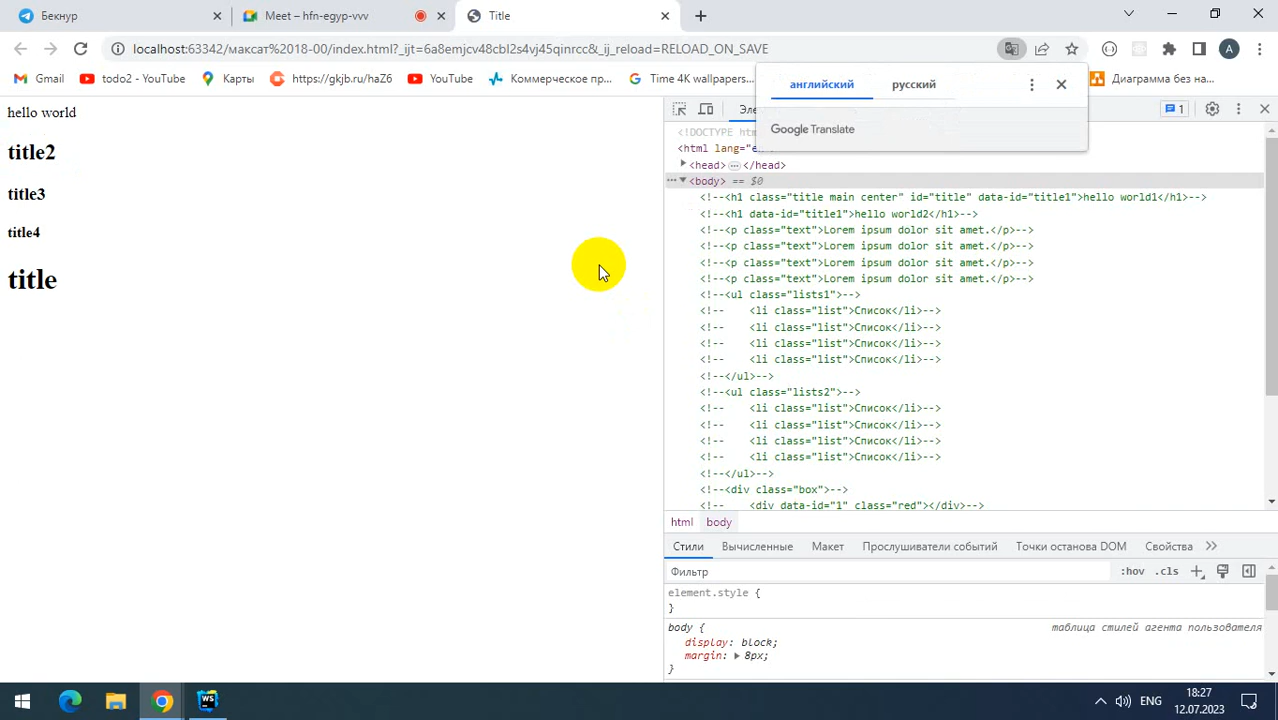 Бекнур
Meet – hfn-egyp-vvv
Title
localhost:63342/максат%2018-00/index.html?_ijt=6a8emjcv48cbl2s4vj45qinrcc&_ij_reload=RELOAD_ON_SAVE
A
Gmail
todo2 - YouTube
Карты
https://gkjb.ru/haZ6
YouTube
Коммерческое пр...
Time 4K wallpapers...
Диаграмма без на...
английский
русский
Google Translate
hello world
title2
title3
title4
title
Эле
1
<!DOCTYPE htm
<html lang="e
<head> ... </head>
... <body> == $0
<!--<h1 class="title main center" id="title" data-id="title1">hello world1</h1>-->
<!--<h1 data-id="title1">hello world2</h1>-->
<!--<p class="text">Lorem ipsum dolor sit amet.</p>-->
<!--<p class="text">Lorem ipsum dolor sit amet.</p>-->
<!--<p class="text">Lorem ipsum dolor sit amet.</p>-->
<!--<p class="text">Lorem ipsum dolor sit amet.</p>-->
<!--<ul class="lists1">-->
<!--    <li class="list">Список</li>-->
<!--    <li class="list">Список</li>-->
<!--    <li class="list">Список</li>-->
<!--    <li class="list">Список</li>-->
<!--</ul>-->
<!--<ul class="lists2">-->
<!--    <li class="list">Список</li>-->
<!--    <li class="list">Список</li>-->
<!--    <li class="list">Список</li>-->
<!--    <li class="list">Список</li>-->
<!--</ul>-->
<!--<div class="box">-->
<!--    <div data-id="1" class="red"></div>-->
html body
Стили Вычисленные Макет Прослушиватели событий Точки останова DOM Свойства
Фильтр :hov .cls
element.style {
}
body { таблица стилей агента пользователя
display: block;
margin: 8px;
}
WS
ENG
18:27
12.07.2023